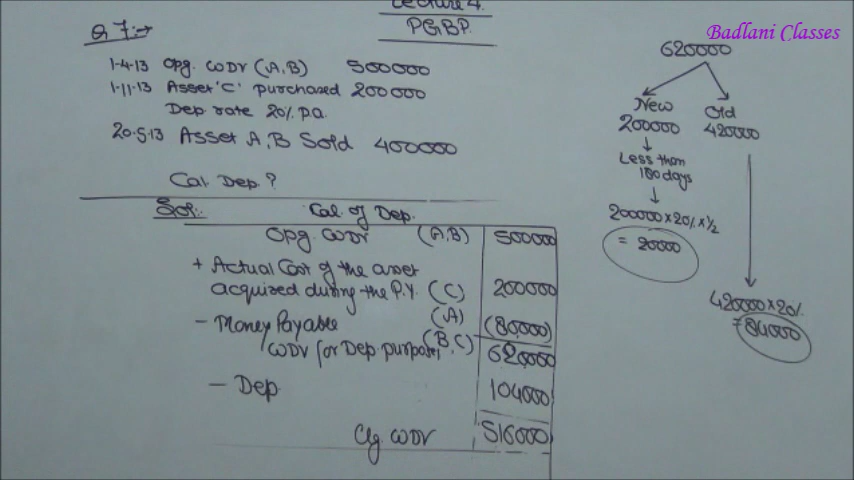 Lecture 4.
PGBP.
Badlani Classes
Q 7:→
1-4-13 Opg. WDV (A,B) 500000
1-11-13 Asset 'C' purchased 200000
Dep. rate 20% p.a.
20.5.13 Asset A,B Sold 400000
Cal. Dep. ?
Sol:.
Cal. of Dep.
Opg. WDV (A,B) 500000
+ Actual Cost of the asset
acquired during the P.Y. (C) 200000
- Money Payable (A) (80,000)
WDV for Dep. purpose (B,C) 620000
- Dep 104000
Clg WDV 516000
620000
New Old
200000 420000
Less than
180 days
200000 x 20% x 1/2
= 20000
420000 x 20%
= 84000